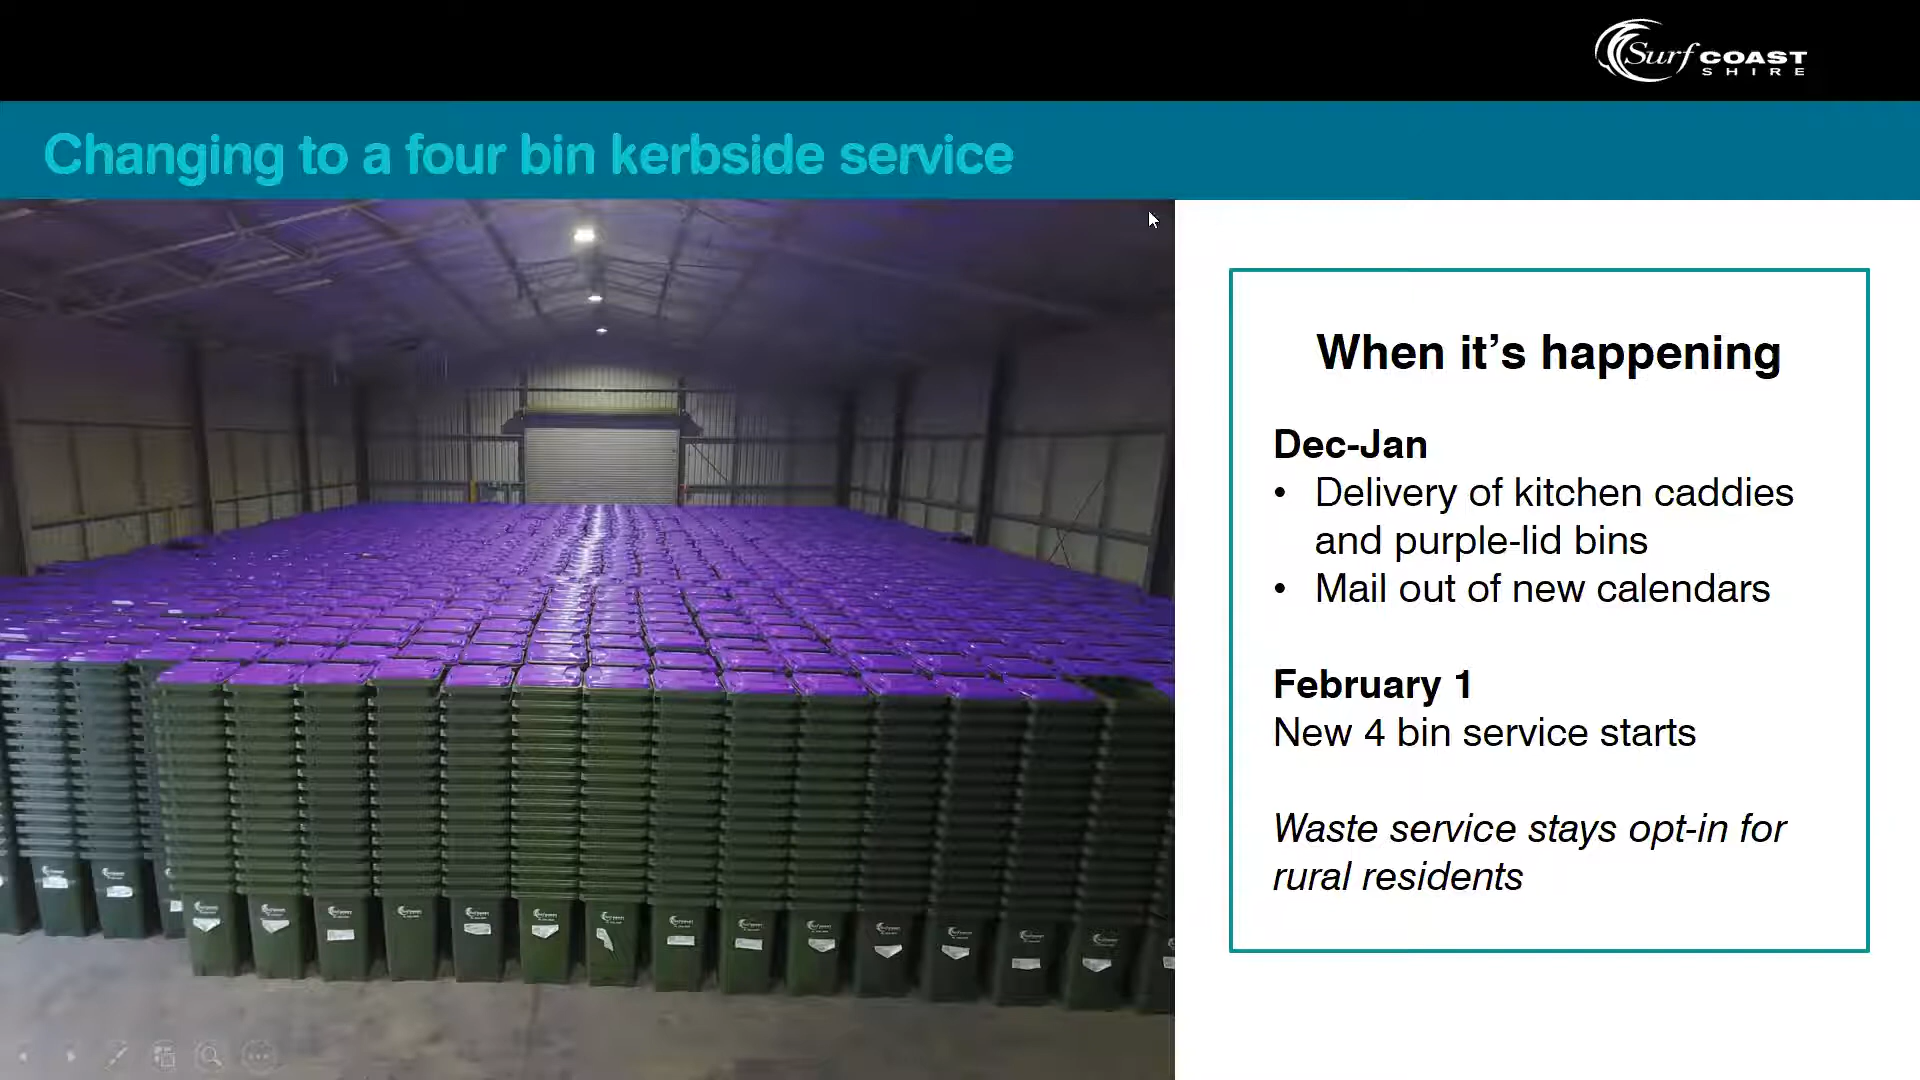 Surf COAST
SHIRE
Changing to a four bin kerbside service
When it’s happening
Dec-Jan
• Delivery of kitchen caddies
and purple-lid bins
• Mail out of new calendars
February 1
New 4 bin service starts
Waste service stays opt-in for
rural residents